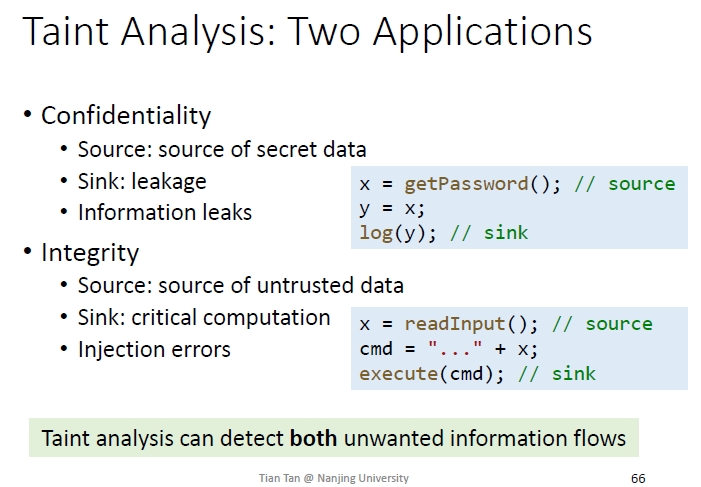 Taint Analysis: Two Applications
• Confidentiality
• Source: source of secret data
• Sink: leakage
• Information leaks
x = getPassword(); // source
y = x;
log(y); // sink
• Integrity
• Source: source of untrusted data
• Sink: critical computation
• Injection errors
x = readInput(); // source
cmd = "..." + x;
execute(cmd); // sink
Taint analysis can detect both unwanted information flows
Tian Tan @ Nanjing University
66